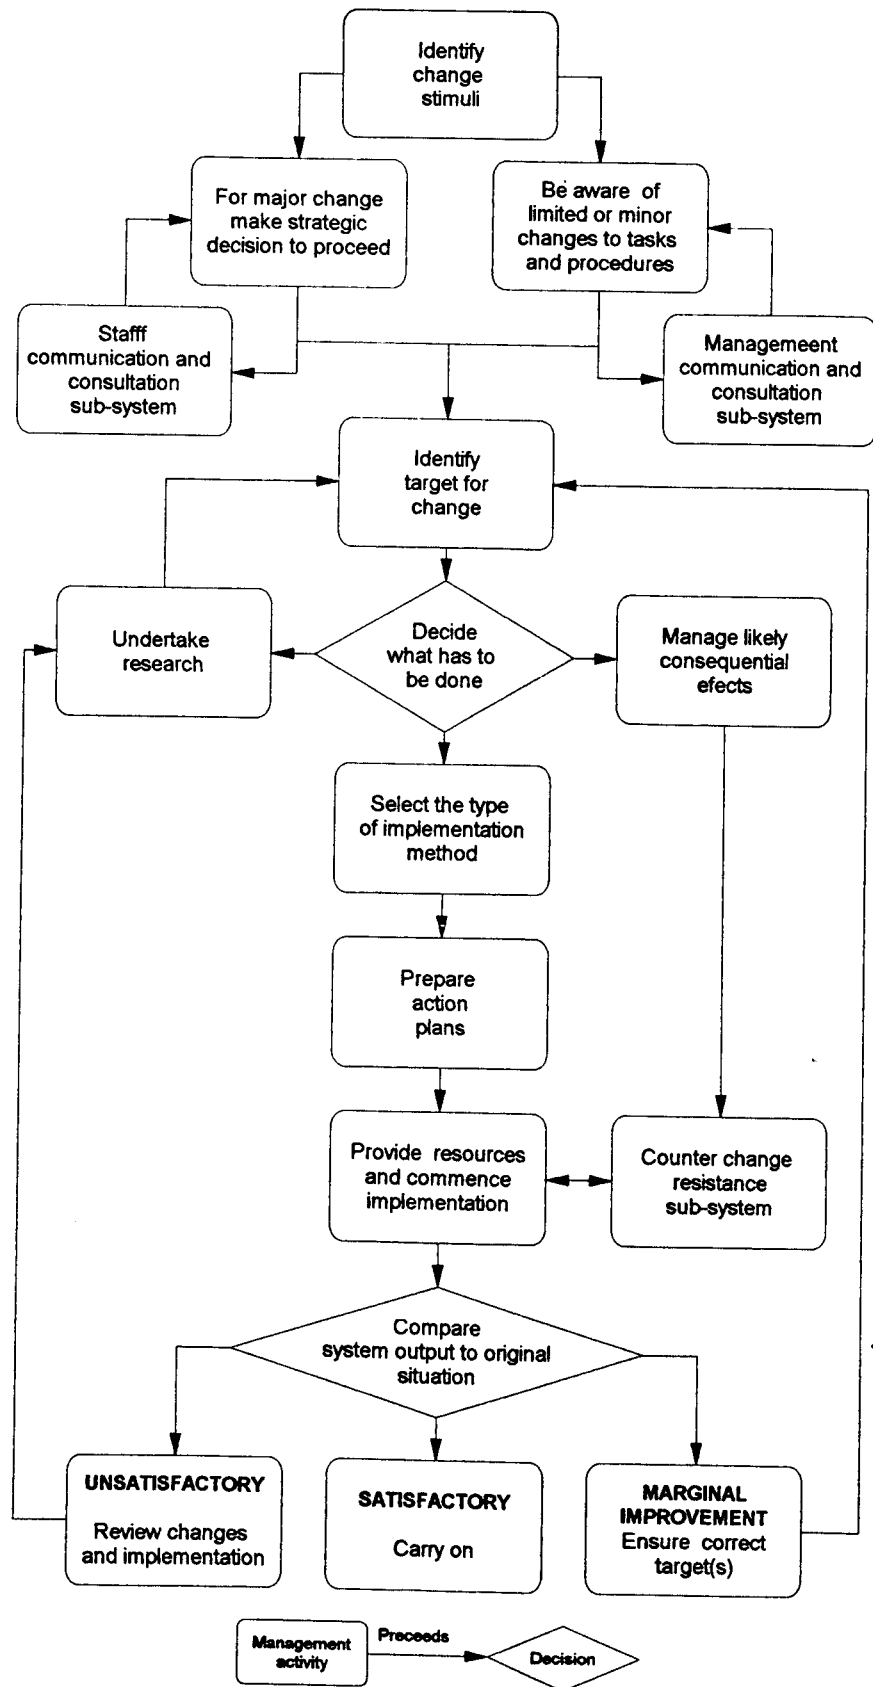 Identify
change
stimuli
For major change
make strategic
decision to proceed
Be aware of
limited or minor
changes to tasks
and procedures
Stafff
communication and
consultation
sub-system
Managemeent
communication and
consultation
sub-system
Identify
target for
change
Undertake
research
Decide
what has to
be done
Manage likely
consequential
efects
Select the type
of implementation
method
Prepare
action
plans
Provide resources
and commence
implementation
Counter change
resistance
sub-system
Compare
system output to original
situation
UNSATISFACTORY
Review changes
and implementation
SATISFACTORY
Carry on
MARGINAL
IMPROVEMENT
Ensure correct
target(s)
Management
activity
Preceeds
Decision